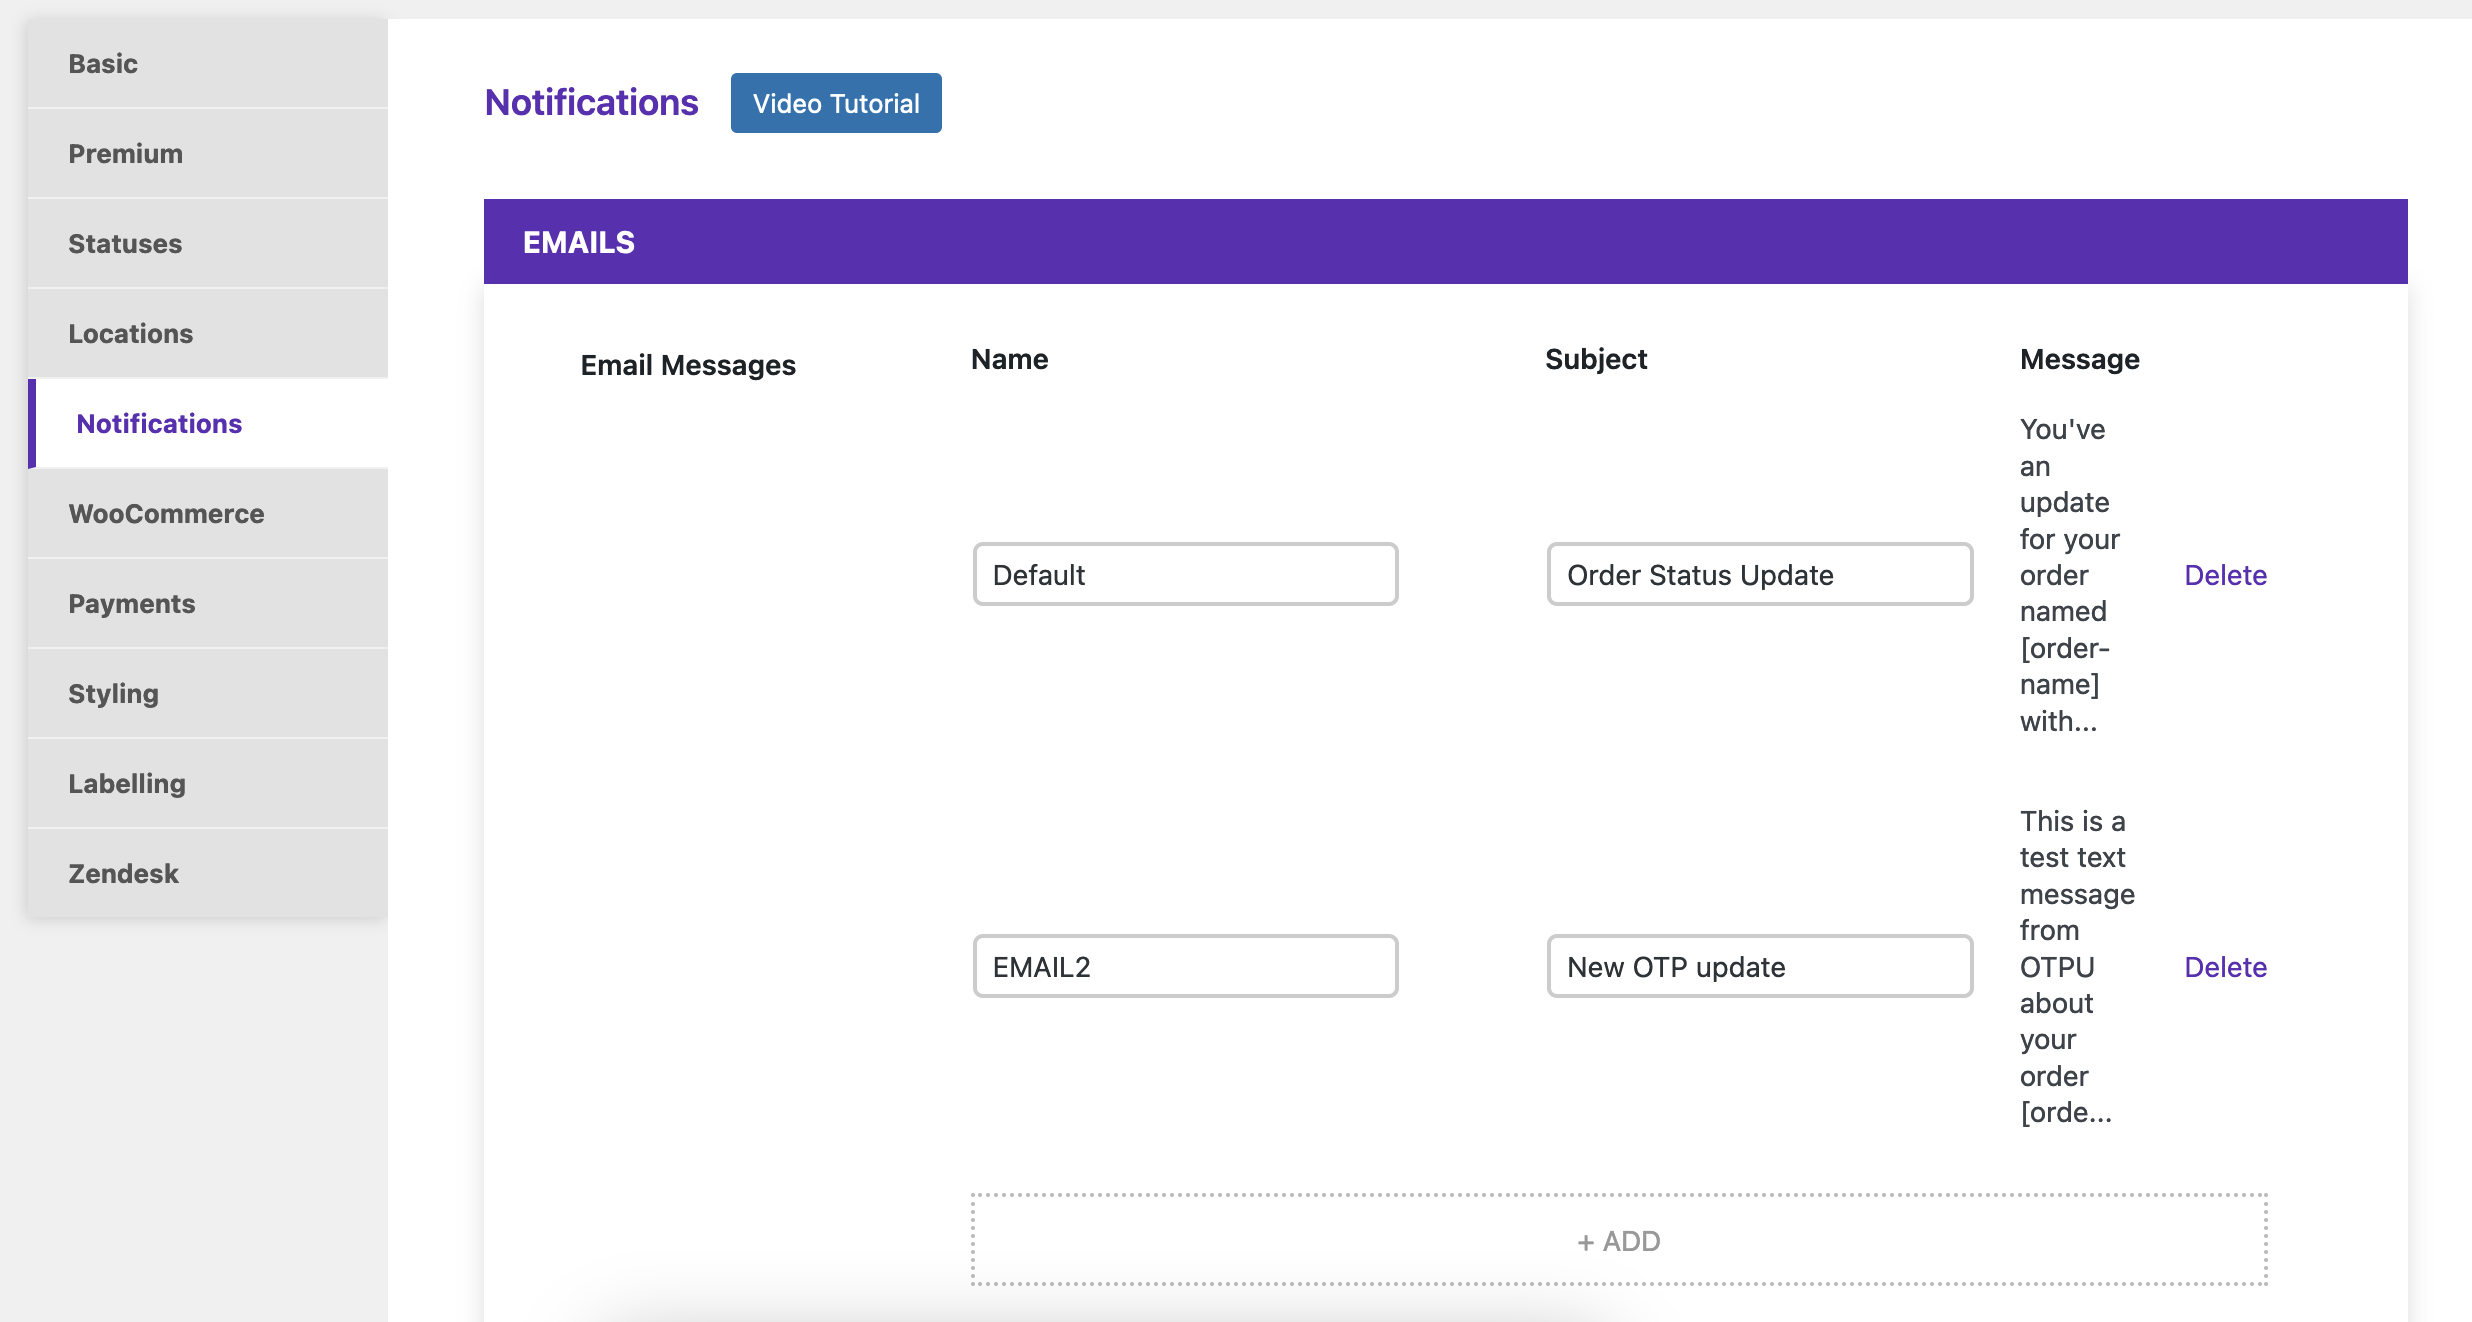 Basic
Premium
Statuses
Locations
Notifications
WooCommerce
Payments
Styling
Labelling
Zendesk
Notifications
Video Tutorial
EMAILS
Email Messages
Name
Subject
Message
Default
Order Status Update
You've
an
update
for your
order
named
[order-
name]
with...
Delete
EMAIL2
New OTP update
This is a
test text
message
from
OTPU
about
your
order
[orde...
Delete
+ ADD